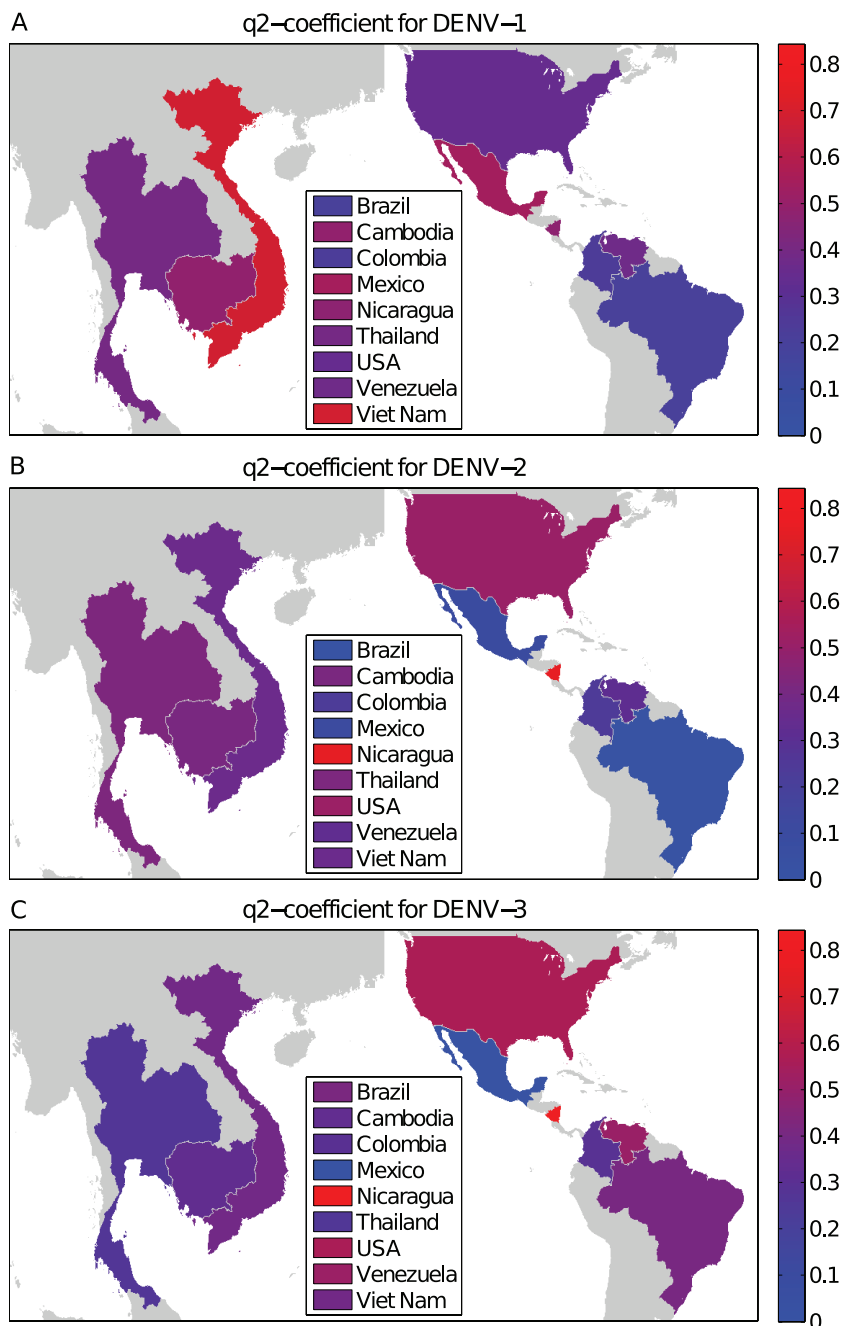 A
q2−coefficient for DENV−1
Brazil
Cambodia
Colombia
Mexico
Nicaragua
Thailand
USA
Venezuela
Viet Nam
0.8
0.7
0.6
0.5
0.4
0.3
0.2
0.1
0
B
q2−coefficient for DENV−2
Brazil
Cambodia
Colombia
Mexico
Nicaragua
Thailand
USA
Venezuela
Viet Nam
0.8
0.7
0.6
0.5
0.4
0.3
0.2
0.1
0
C
q2−coefficient for DENV−3
Brazil
Cambodia
Colombia
Mexico
Nicaragua
Thailand
USA
Venezuela
Viet Nam
0.8
0.7
0.6
0.5
0.4
0.3
0.2
0.1
0